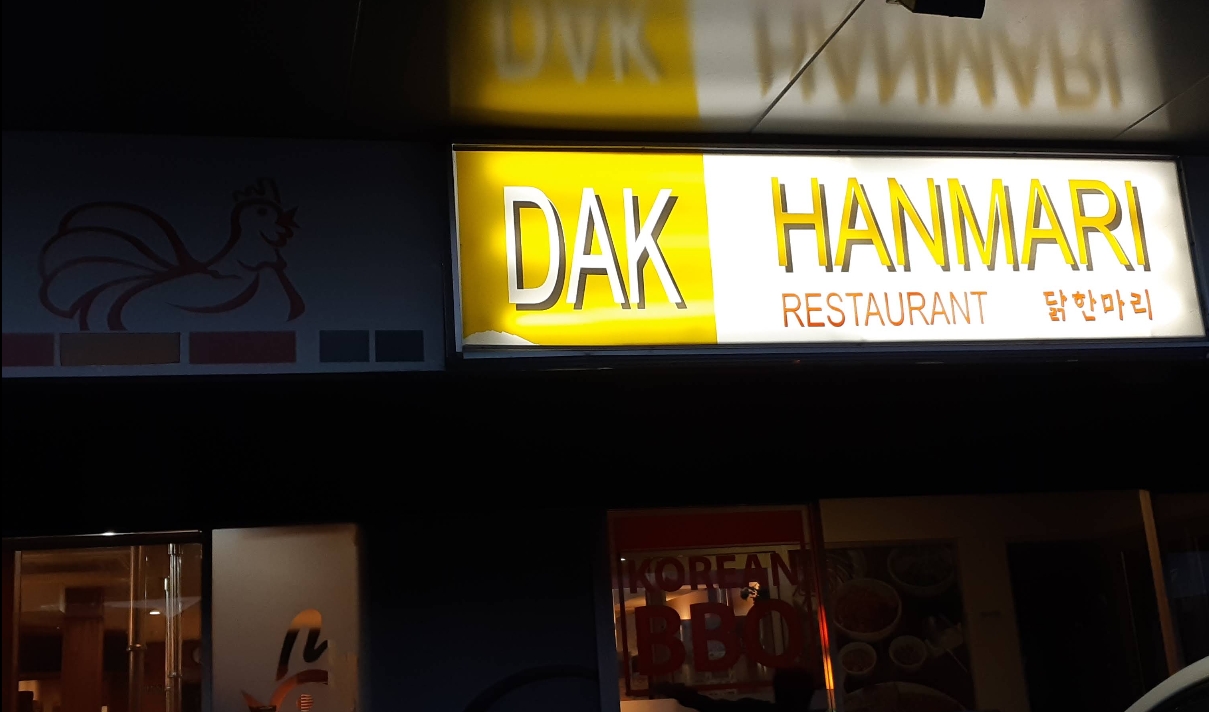 DAK HANMARI
RESTAURANT 닭한마리
KOREAN
BBQ